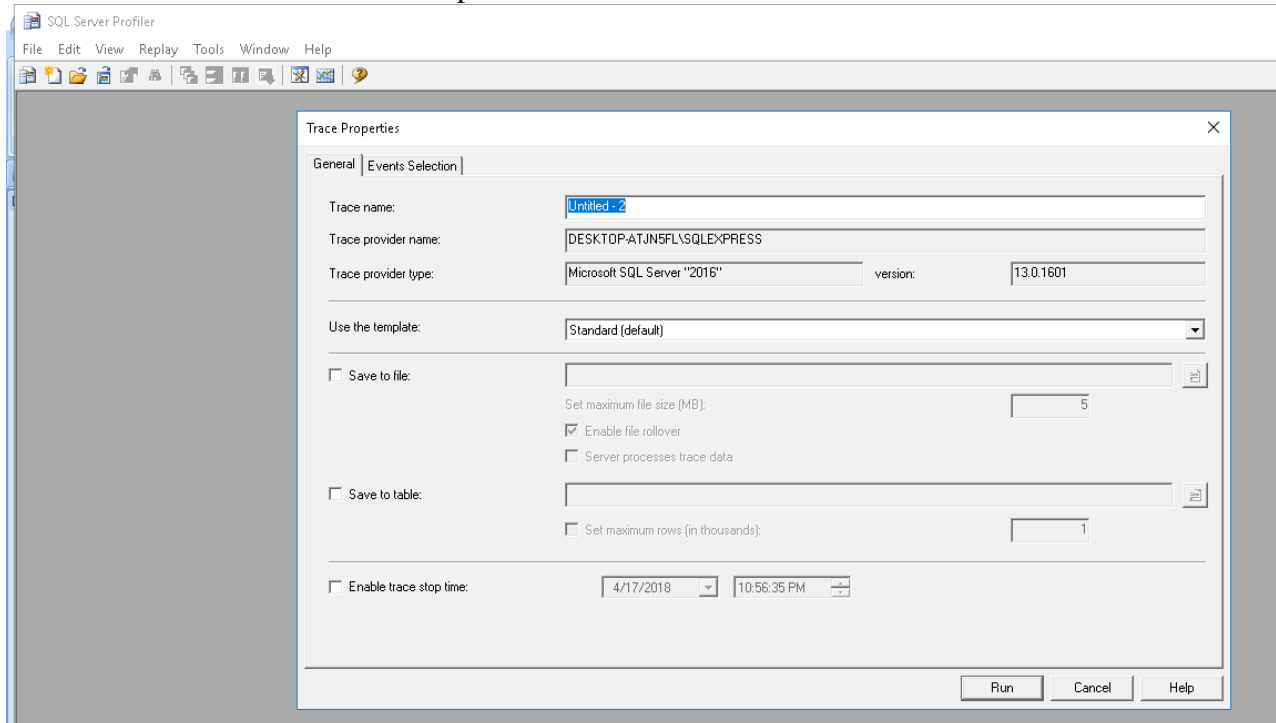 SQL Server Profiler
File Edit View Replay Tools Window Help
Trace Properties
General Events Selection
Trace name: Untitled - 2
Trace provider name: DESKTOP-ATJN5FL\SQLEXPRESS
Trace provider type: Microsoft SQL Server "2016" version: 13.0.1601
Use the template: Standard (default)
Save to file:
Set maximum file size (MB): 5
Enable file rollover
Server processes trace data
Save to table:
Set maximum rows (in thousands): 1
Enable trace stop time: 4/17/2018 10:56:35 PM
Run Cancel Help